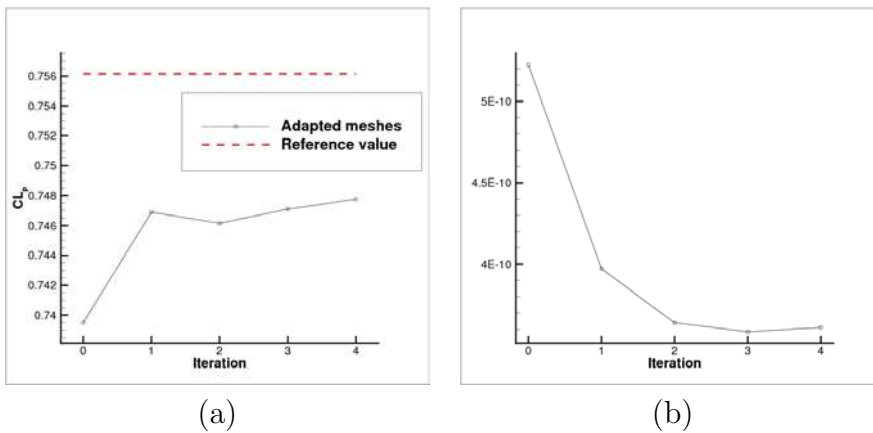 0.756
0.754
0.752
0.75
0.748
0.746
0.744
0.742
0.74
CLp
Adapted meshes
Reference value
0 1 2 3 4
Iteration
(a)
5E-10
4.5E-10
4E-10
0 1 2 3 4
Iteration
(b)